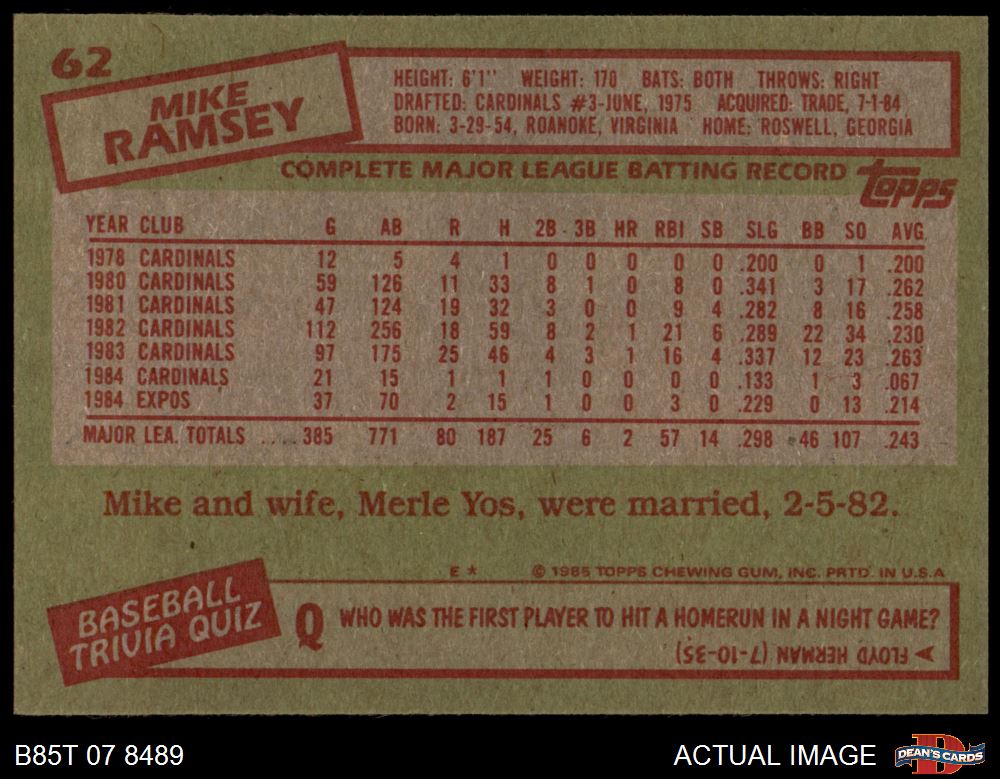 62
MIKE
RAMSEY
HEIGHT: 6'1" WEIGHT: 170 BATS: BOTH THROWS: RIGHT
DRAFTED: CARDINALS #3-JUNE, 1975 ACQUIRED: TRADE, 7-1-84
BORN: 3-29-54, ROANOKE, VIRGINIA HOME: ROSWELL, GEORGIA
COMPLETE MAJOR LEAGUE BATTING RECORD
Topps
YEAR CLUB G AB R H 2B 3B HR RBI SB SLG BB SO AVG.
1978 CARDINALS 12 5 4 1 0 0 0 0 0 .200 0 1 .200
1980 CARDINALS 59 126 11 33 8 1 0 8 0 .341 3 17 .262
1981 CARDINALS 47 124 19 32 3 0 0 9 4 .282 8 16 .258
1982 CARDINALS 112 256 18 59 8 2 1 21 6 .289 22 34 .230
1983 CARDINALS 97 175 25 46 4 3 1 16 4 .337 12 23 .263
1984 CARDINALS 21 15 1 1 1 0 0 0 0 .133 1 3 .067
1984 EXPOS 37 70 2 15 1 0 0 3 0 .229 0 13 .214
MAJOR LEA. TOTALS ..... 385 771 80 187 25 6 2 57 14 .298 46 107 .243
Mike and wife, Merle Yos, were married, 2-5-82.
E * © 1985 TOPPS CHEWING GUM, INC. PRTD. IN U.S.A
BASEBALL
TRIVIA QUIZ
Q WHO WAS THE FIRST PLAYER TO HIT A HOMERUN IN A NIGHT GAME?
FLOYD HERMAN (7-10-35)
B85T 07 8489
ACTUAL IMAGE
DEAN'S CARDS